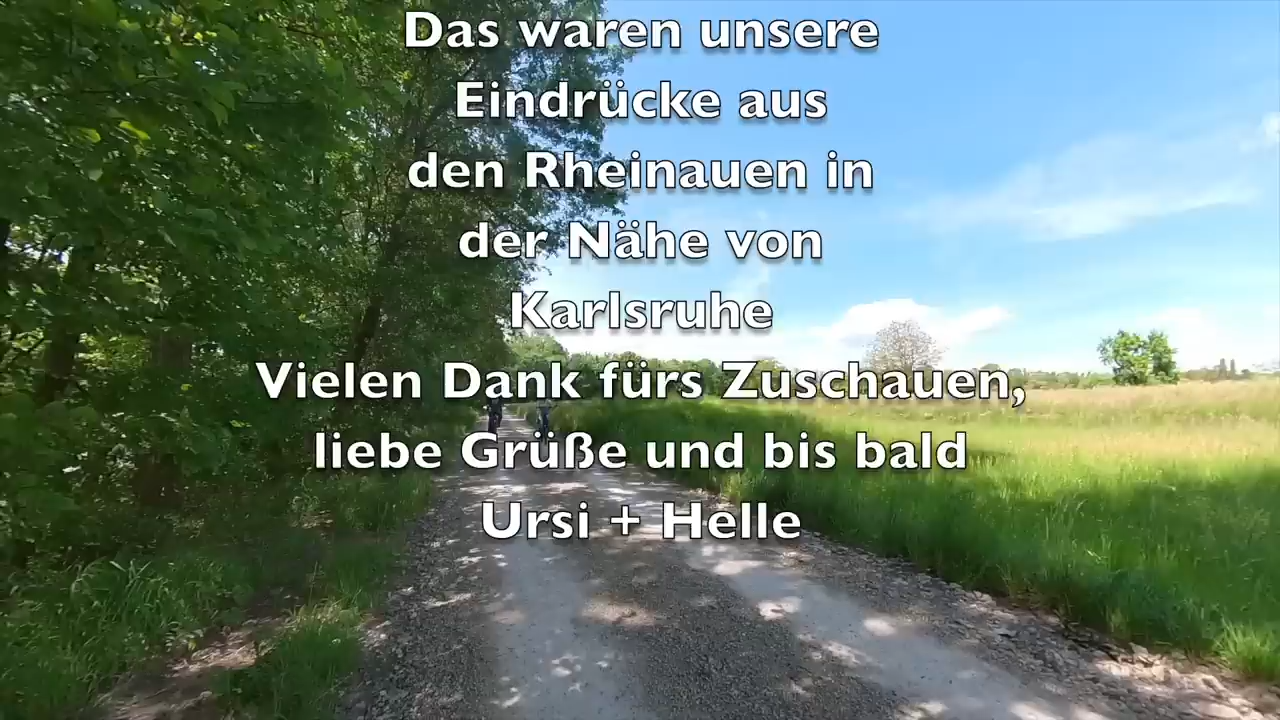 Das waren unsere
Eindrücke aus
den Rheinauen in
der Nähe von
Karlsruhe
Vielen Dank fürs Zuschauen,
liebe Grüße und bis bald
Ursi + Helle